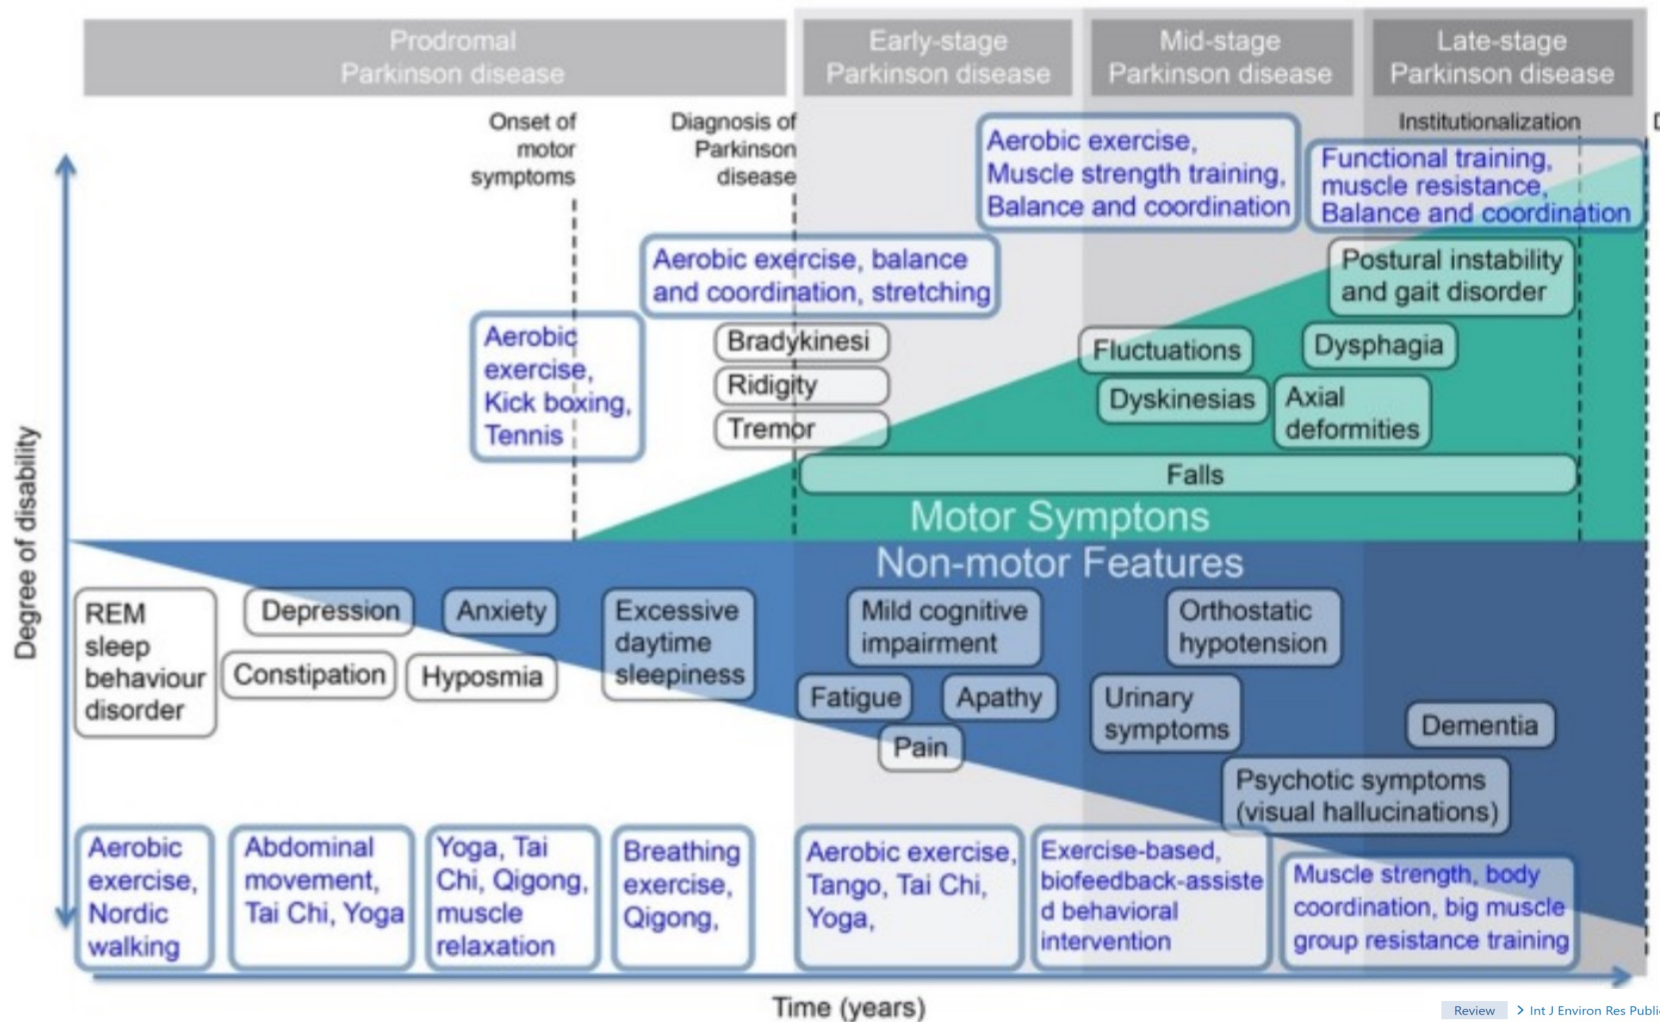 Prodromal
Parkinson disease
Early-stage
Parkinson disease
Mid-stage
Parkinson disease
Late-stage
Parkinson disease
Onset of
motor
symptoms
Diagnosis of
Parkinson
disease
Institutionalization
D
Aerobic exercise,
Muscle strength training,
Balance and coordination
Functional training,
muscle resistance,
Balance and coordination
Aerobic exercise, balance
and coordination, stretching
Aerobic
exercise,
Kick boxing,
Tennis
Bradykinesi
Ridigity
Tremor
Postural instability
and gait disorder
Fluctuations
Dysphagia
Dyskinesias
Axial
deformities
Falls
Motor Symptons
Non-motor Features
Degree of disability
REM
sleep
behaviour
disorder
Depression
Constipation
Anxiety
Hyposmia
Excessive
daytime
sleepiness
Mild cognitive
impairment
Fatigue
Apathy
Pain
Orthostatic
hypotension
Urinary
symptoms
Dementia
Psychotic symptoms
(visual hallucinations)
Aerobic
exercise,
Nordic
walking
Abdominal
movement,
Tai Chi, Yoga
Yoga, Tai
Chi, Qigong,
muscle
relaxation
Breathing
exercise,
Qigong,
Aerobic exercise,
Tango, Tai Chi,
Yoga,
Exercise-based,
biofeedback-assiste
d behavioral
intervention
Muscle strength, body
coordination, big muscle
group resistance training
Time (years)
Review > Int J Environ Res Public